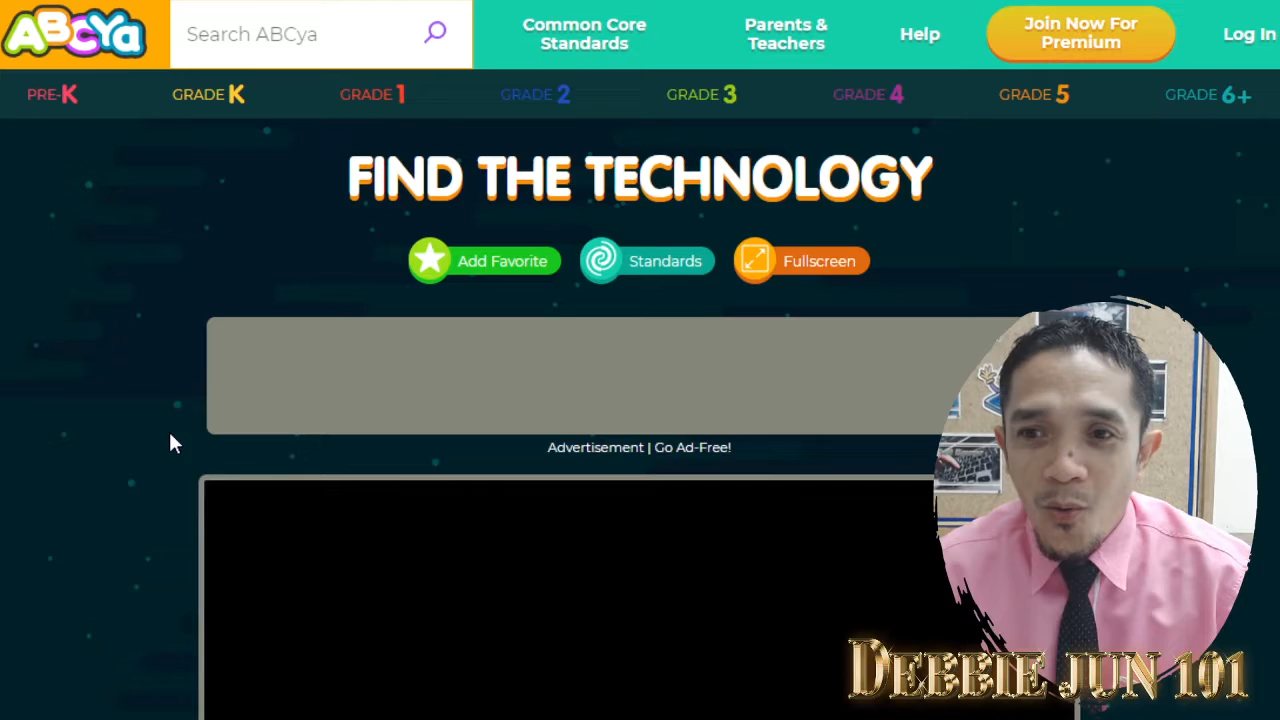 ABCYa
Search ABCya
Common Core
Standards
Parents &
Teachers
Help
Join Now For
Premium
Log In
PRE-K
GRADE K
GRADE 1
GRADE 2
GRADE 3
GRADE 4
GRADE 5
GRADE 6+
FIND THE TECHNOLOGY
Add Favorite
Standards
Fullscreen
Advertisement | Go Ad-Free!
DEBBIE JUN 101